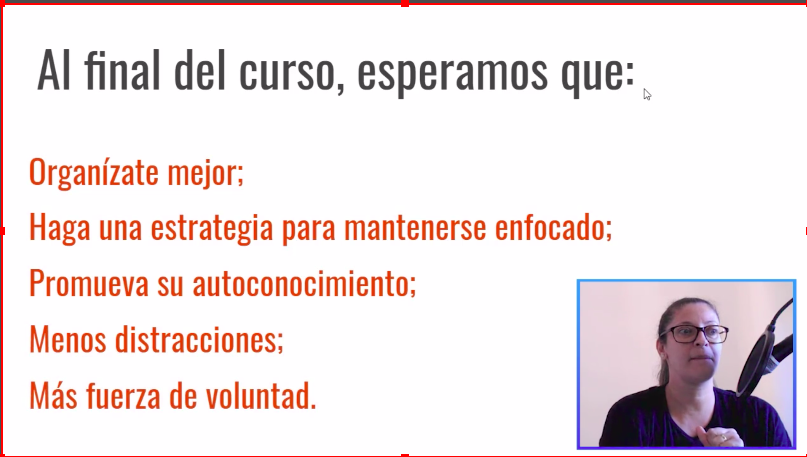 Al final del curso, esperamos que:
Organízate mejor;
Haga una estrategia para mantenerse enfocado;
Promueva su autoconocimiento;
Menos distracciones;
Más fuerza de voluntad.